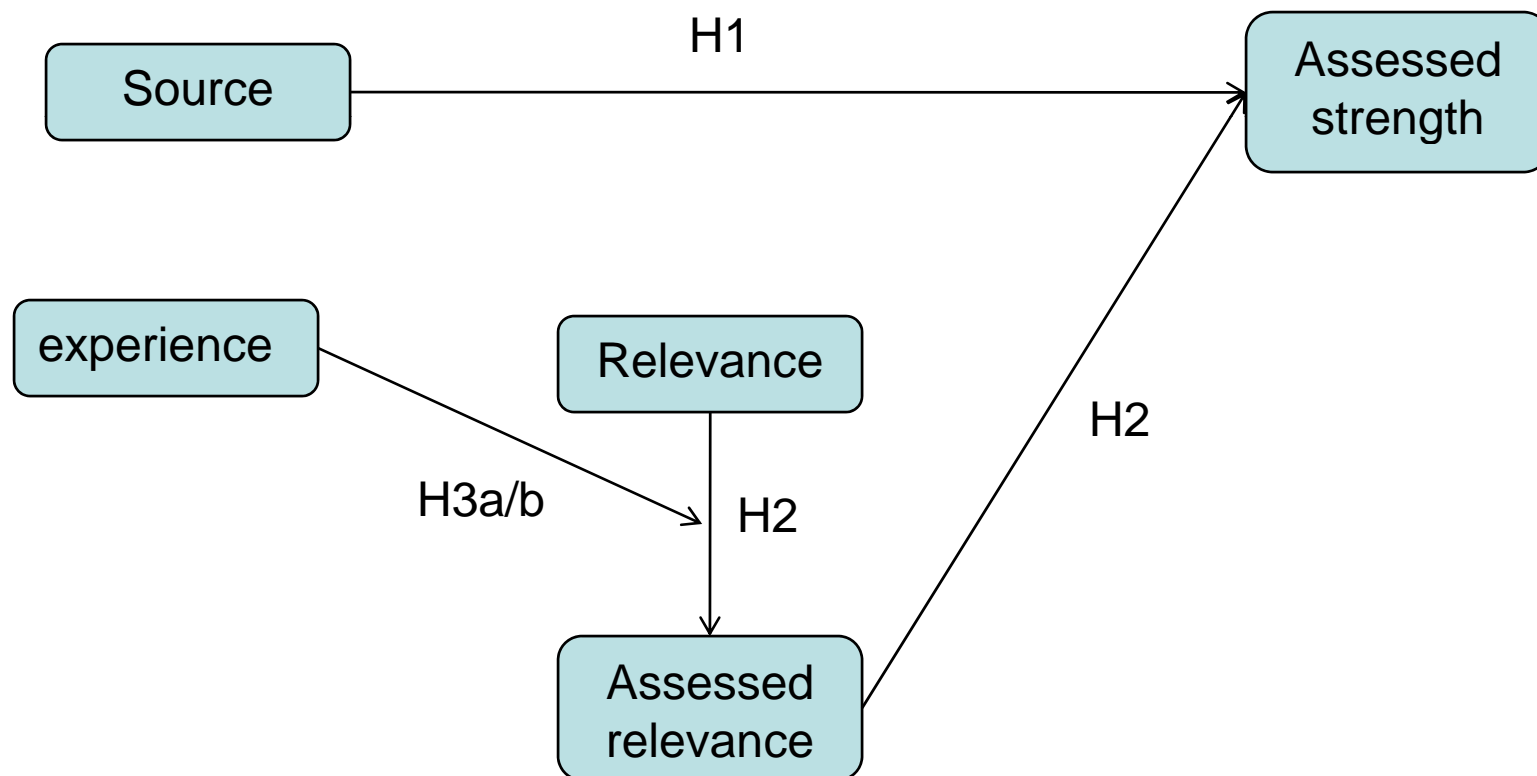 H1
Source
Assessed
strength
experience
Relevance
H2
H3a/b
H2
Assessed
relevance